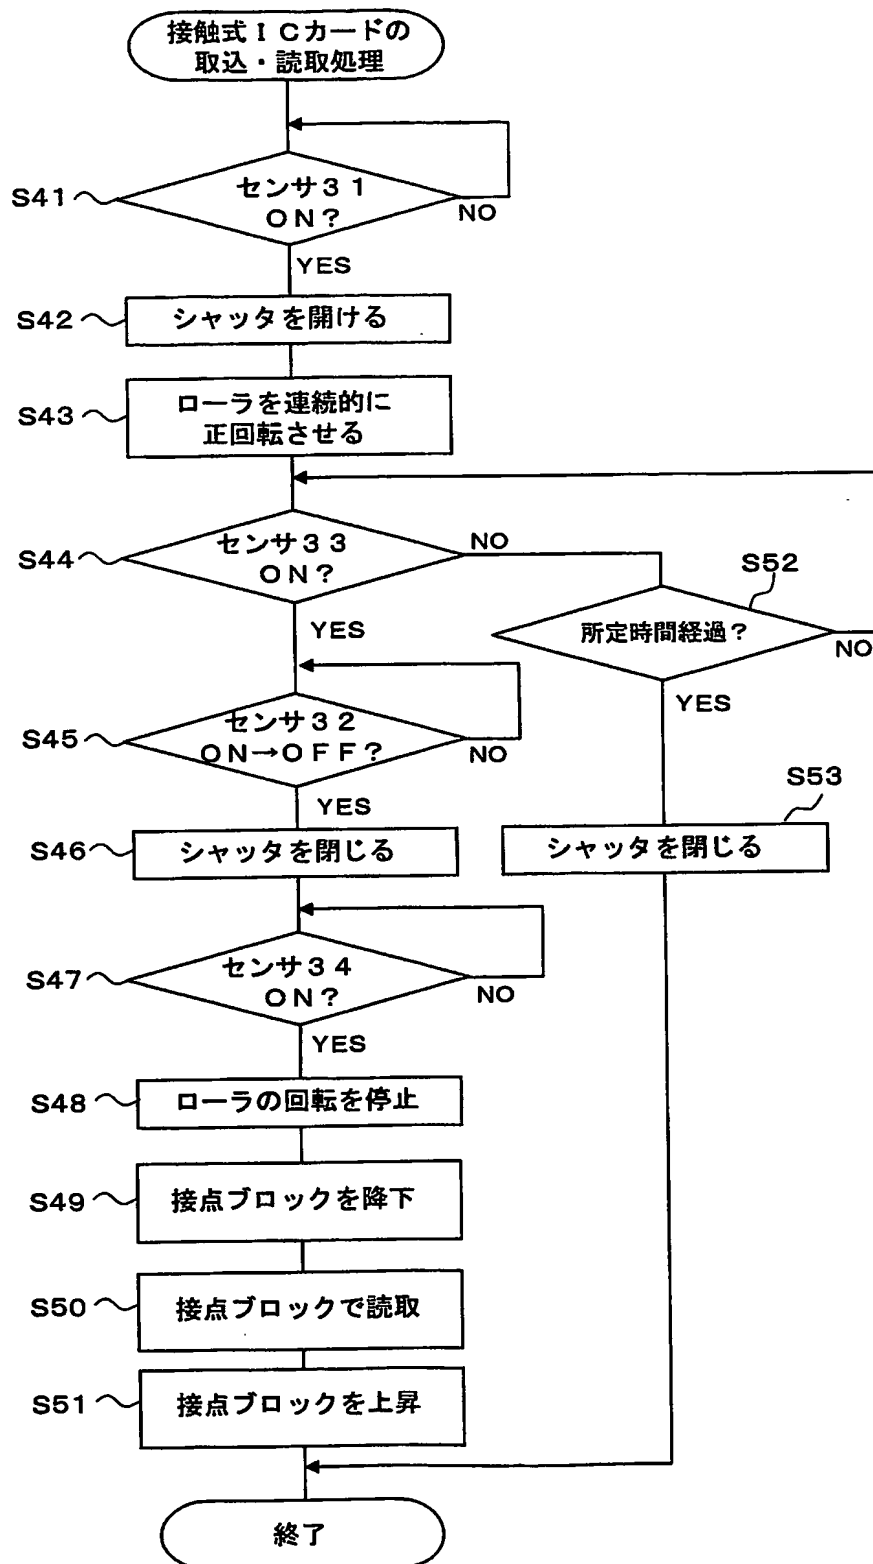 接触式ＩＣカードの
取込・読取処理
S41
センサ３１
ＯＮ？
NO
YES
S42
シャッタを開ける
S43
ローラを連続的に
正回転させる
S44
センサ３３
ＯＮ？
NO
S52
YES
所定時間経過？
NO
S45
センサ３２
ＯＮ→ＯＦＦ？
NO
YES
YES
S53
S46
シャッタを閉じる
シャッタを閉じる
S47
センサ３４
ＯＮ？
NO
YES
S48
ローラの回転を停止
S49
接点ブロックを降下
S50
接点ブロックで読取
S51
接点ブロックを上昇
終了